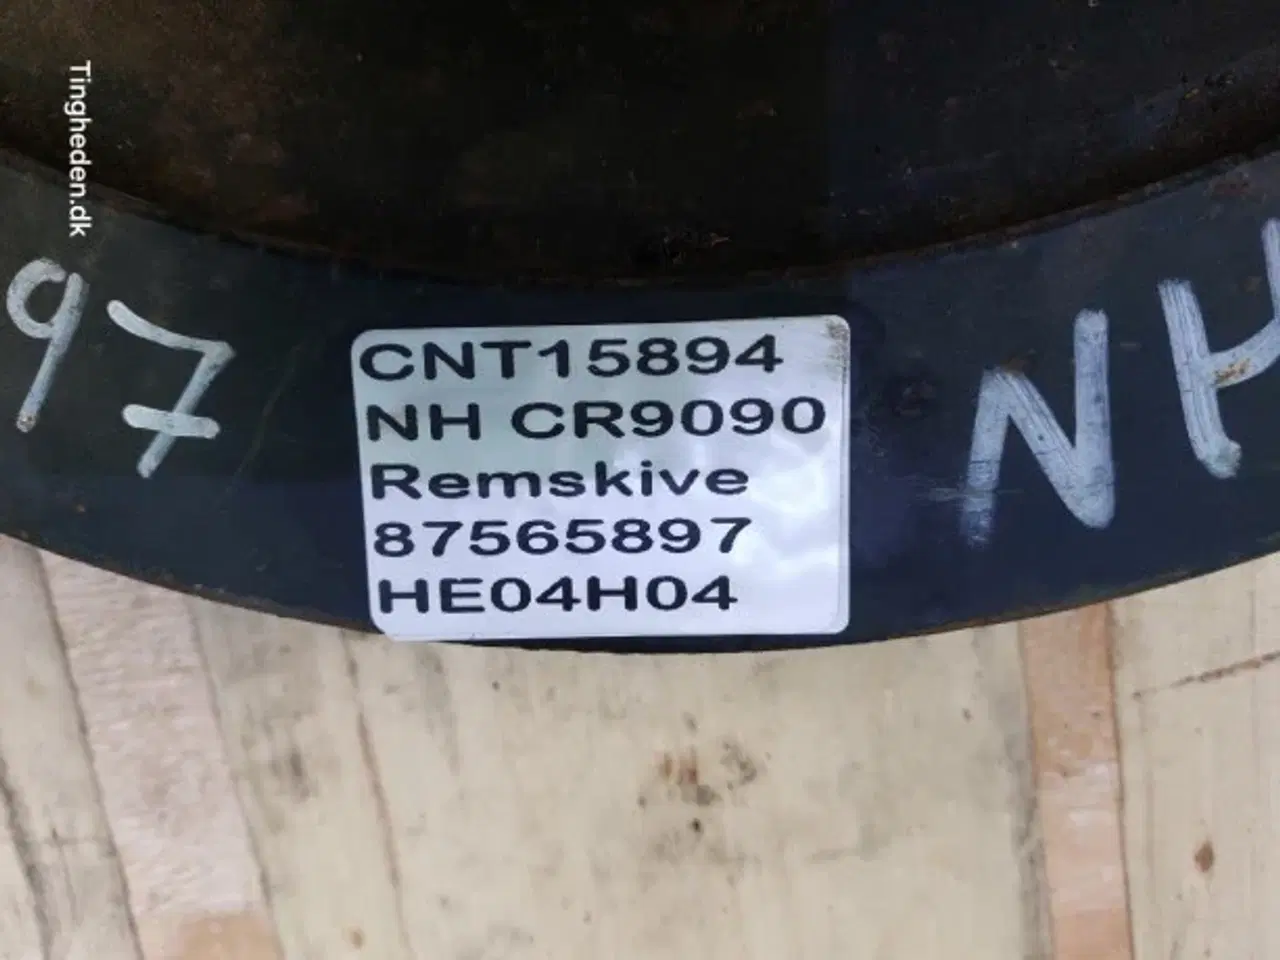 Tingheden.dk
97
CNT15894
NH CR9090
Remskive
87565897
HE04H04
NH